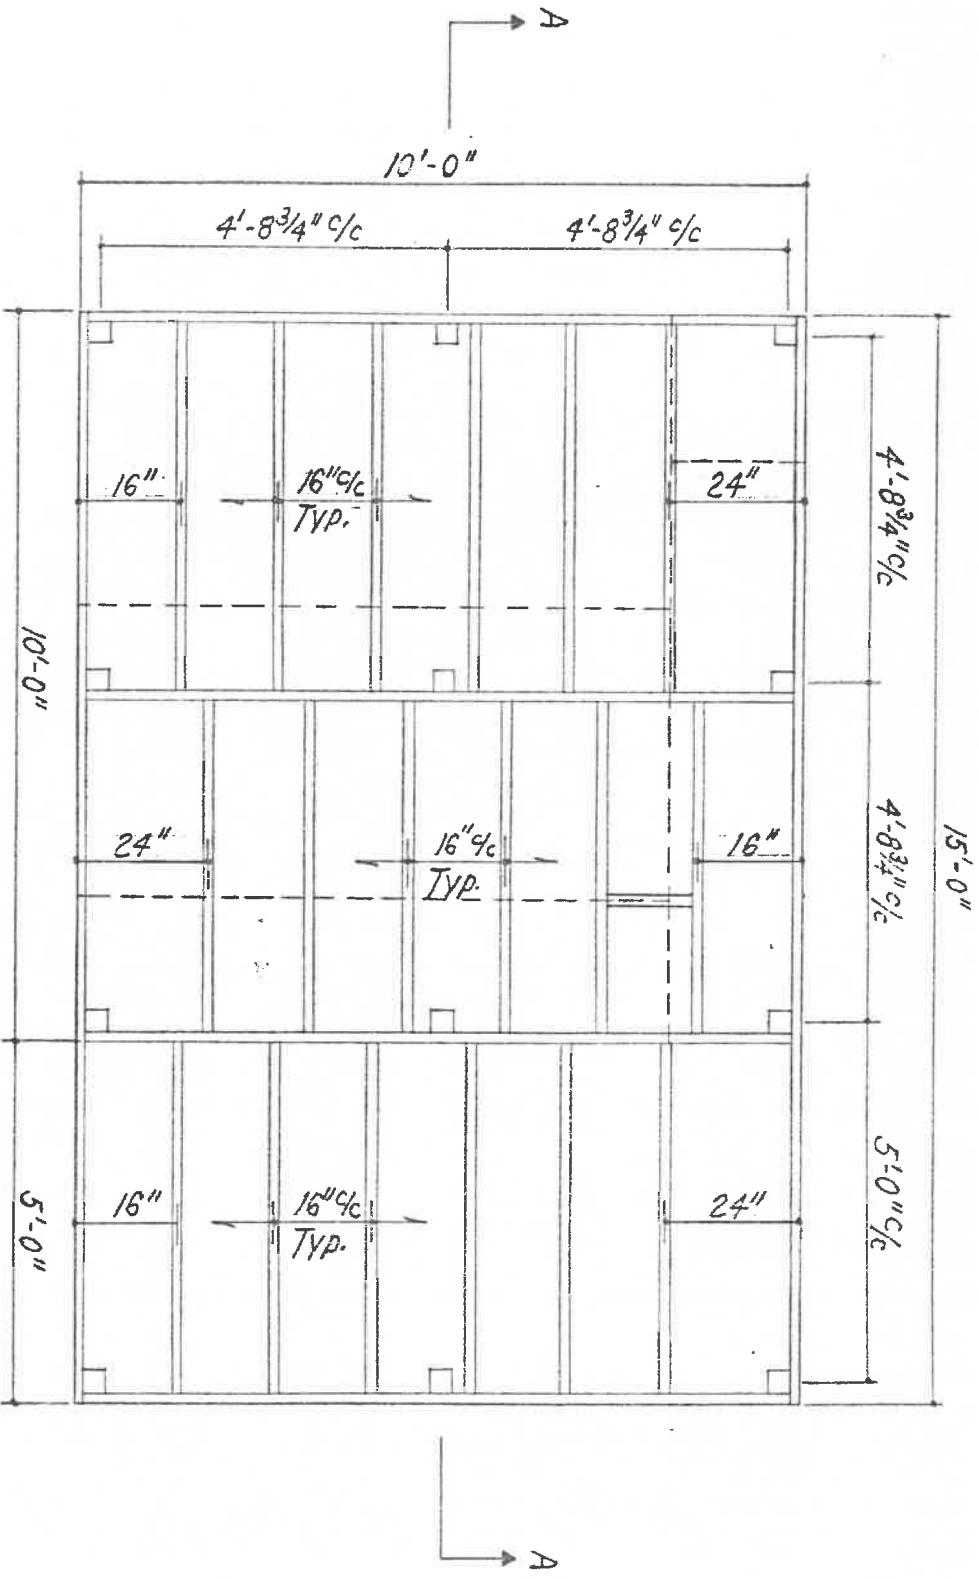 A
10'-0"
4'-8 3/4" c/c
4'-8 3/4" c/c
16"
16" c/c
Typ.
24"
4'-8 3/4" c/c
10'-0"
15'-0"
24"
16" c/c
Typ.
16"
4'-8 3/4" c/c
16"
16" c/c
Typ.
24"
5'-0" c/c
5'-0"
A